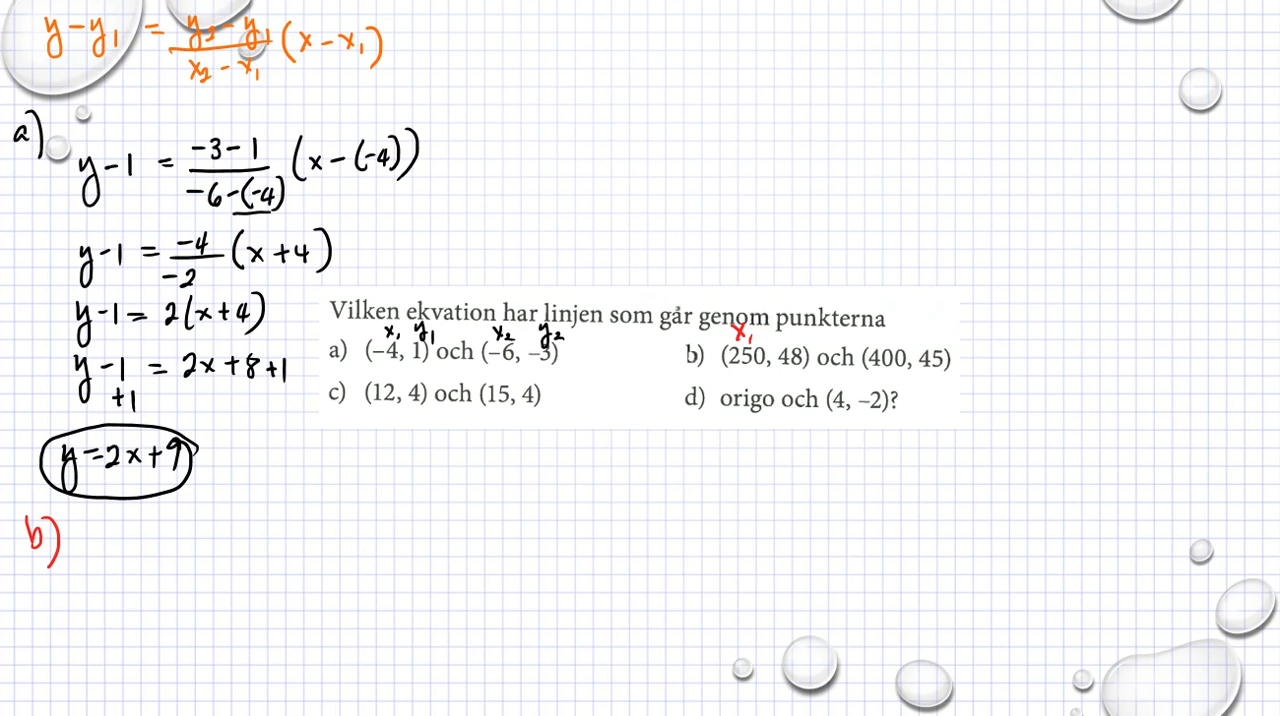 y-y₁ = (y₂-y₁)/(x₂-x₁) (x-x₁)
a)
y-1 = (-3-1)/(-6-(-4)) (x-(-4))
y-1 = -4/-2 (x+4)
y-1 = 2(x+4)
y-1 = 2x+8+1
+1
y=2x+9
b)
Vilken ekvation har linjen som går genom punkterna
x₁ y₁ x₂ y₂ x₁
a) (–4, 1) och (–6, –3) b) (250, 48) och (400, 45)
c) (12, 4) och (15, 4) d) origo och (4, –2)?